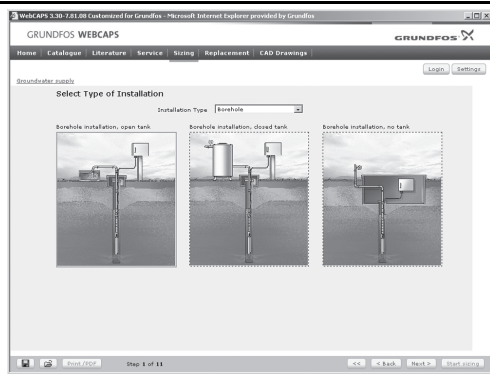 WebCAPS 3.30-7.81.08 Customized for Grundfos - Microsoft Internet Explorer provided by Grundfos
GRUNDFOS WEBCAPS
GRUNDFOS
Home Catalogue Literature Service Sizing Replacement CAD Drawings
Login Settings
Groundwater supply
Select Type of Installation
Installation Type Borehole
Borehole installation, open tank Borehole installation, closed tank Borehole installation, no tank
Print/PDF Step 1 of 11 << < Back Next > Start sizing